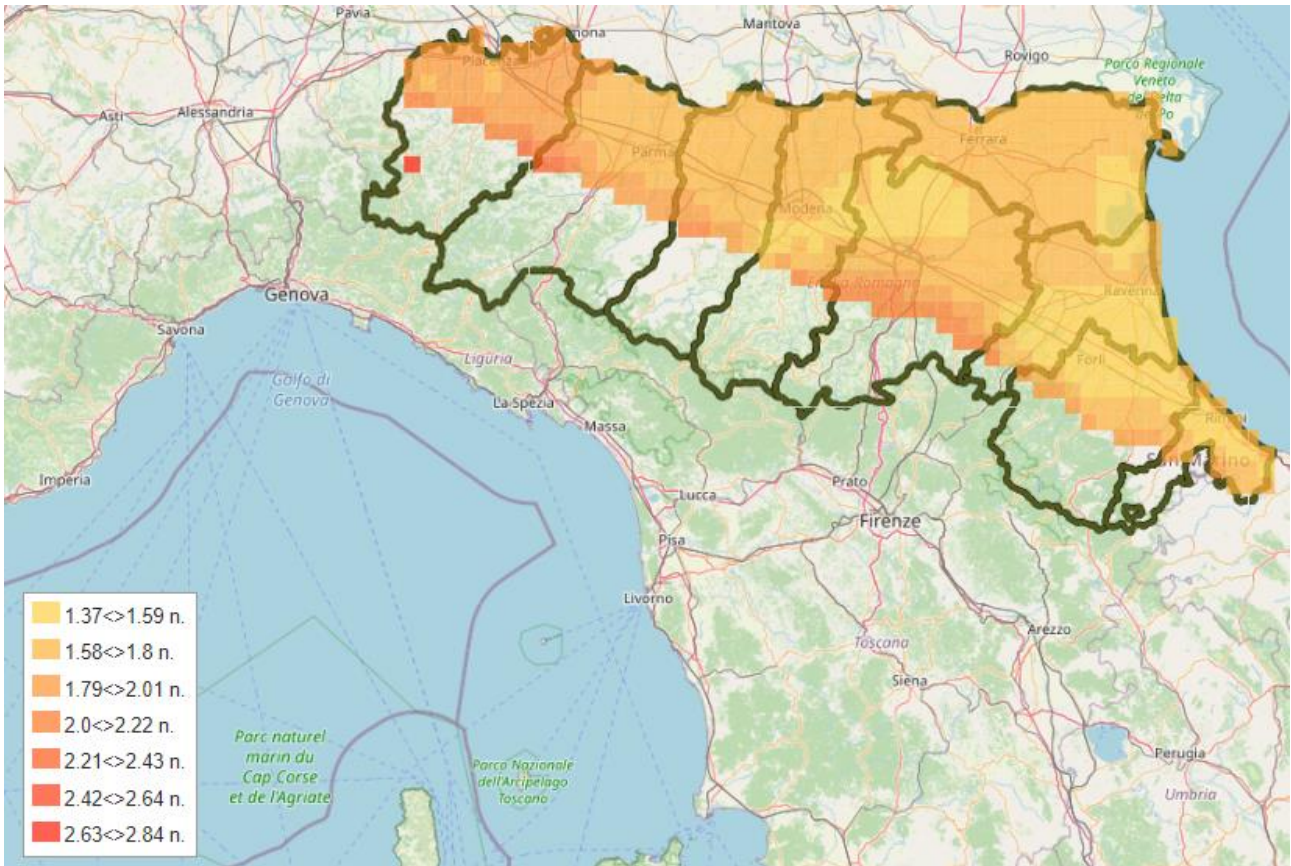 Pavia
Mantova
Rovigo
Parco Regionale
Veneto
del Delta
Asti
Alessandria
Ferrara
Parma
Modena
Genova
Ravenna
Savona
Liguria
Forlì
Golfo di
Genova
La Spezia
Massa
Rimini
San Marino
Imperia
Lucca
Prato
Firenze
Pisa
Livorno
Arezzo
Toscana
Siena
Perugia
Umbria
Parc naturel
marin du
Cap Corse
et de l'Agriate
Parco Nazionale
dell'Arcipelago
Toscano
1.37<>1.59 n.
1.58<>1.8 n.
1.79<>2.01 n.
2.0<>2.22 n.
2.21<>2.43 n.
2.42<>2.64 n.
2.63<>2.84 n.